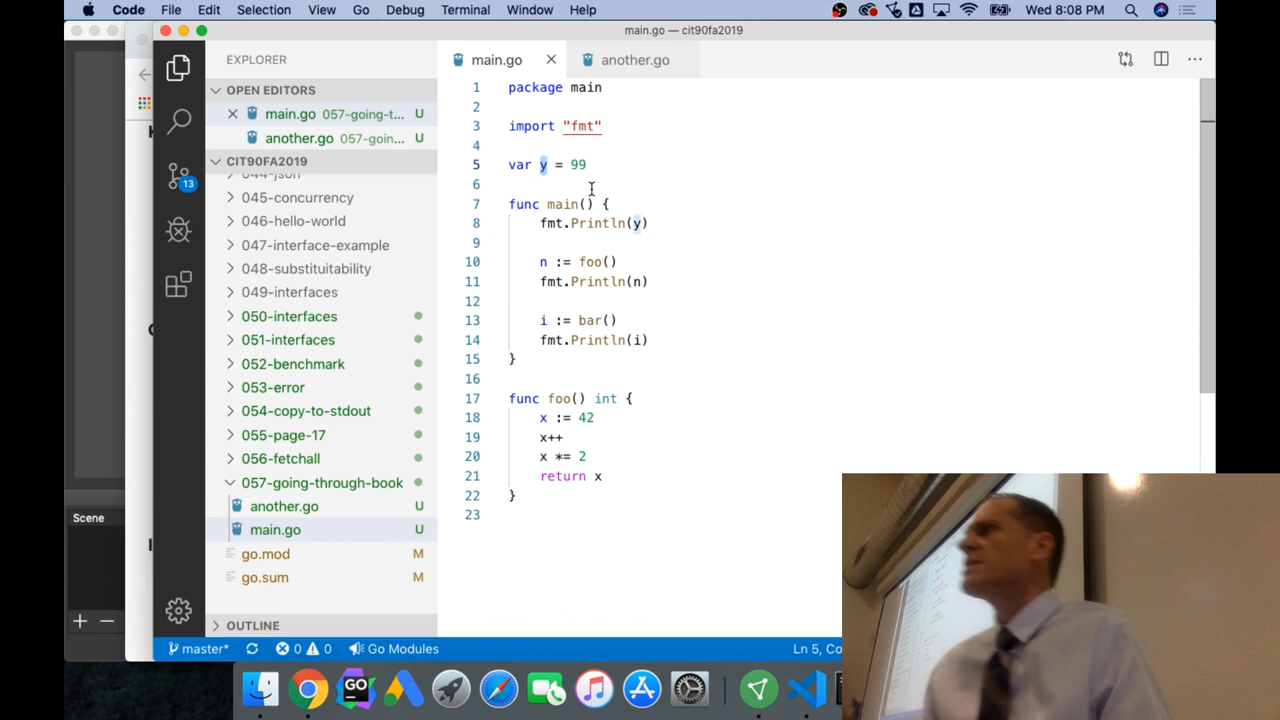 Code File Edit Selection View Go Debug Terminal Window Help Wed 8:08 PM
main.go — cit90fa2019
EXPLORER
OPEN EDITORS
main.go 057-going-t... U
another.go 057-goin... U
CIT90FA2019
044-json
045-concurrency
046-hello-world
047-interface-example
048-substituitability
049-interfaces
050-interfaces
051-interfaces
052-benchmark
053-error
054-copy-to-stdout
055-page-17
056-fetchall
057-going-through-book
another.go U
main.go U
go.mod M
go.sum M
OUTLINE
main.go another.go
1 package main
2
3 import "fmt"
4
5 var y = 99
6
7 func main() {
8 fmt.Println(y)
9
10 n := foo()
11 fmt.Println(n)
12
13 i := bar()
14 fmt.Println(i)
15 }
16
17 func foo() int {
18 x := 42
19 x++
20 x *= 2
21 return x
22 }
23
13
Scene
master* 0 0 Go Modules Ln 5, Co
GO